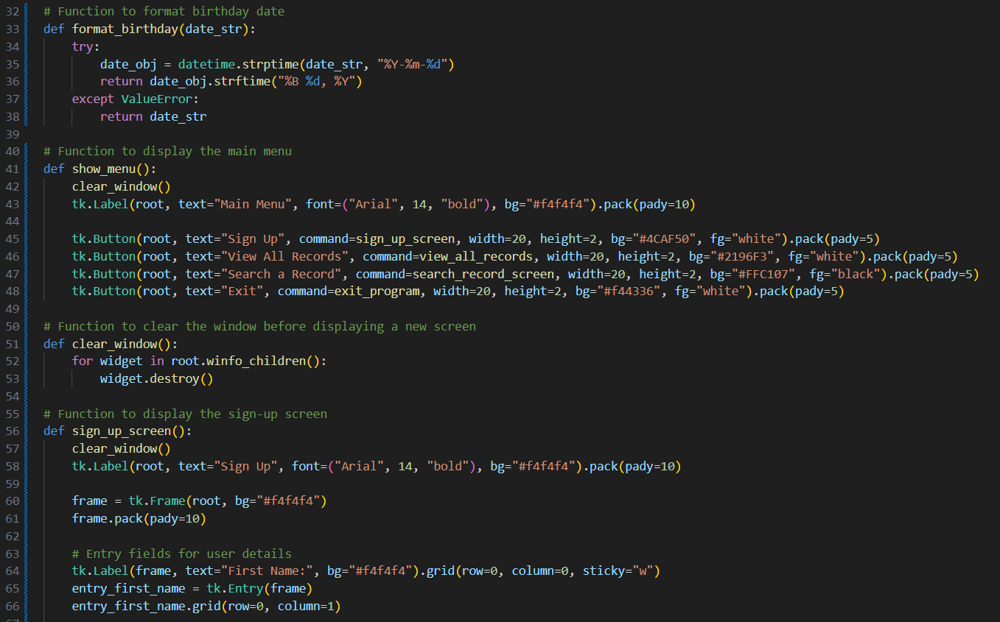 32 # Function to format birthday date
33 def format_birthday(date_str):
34     try:
35         date_obj = datetime.strptime(date_str, "%Y-%m-%d")
36         return date_obj.strftime("%B %d, %Y")
37     except ValueError:
38         return date_str
39
40 # Function to display the main menu
41 def show_menu():
42     clear_window()
43     tk.Label(root, text="Main Menu", font=("Arial", 14, "bold"), bg="#f4f4f4").pack(pady=10)
44
45     tk.Button(root, text="Sign Up", command=sign_up_screen, width=20, height=2, bg="#4CAF50", fg="white").pack(pady=5)
46     tk.Button(root, text="View All Records", command=view_all_records, width=20, height=2, bg="#2196F3", fg="white").pack(pady=5)
47     tk.Button(root, text="Search a Record", command=search_record_screen, width=20, height=2, bg="#FFC107", fg="black").pack(pady=5)
48     tk.Button(root, text="Exit", command=exit_program, width=20, height=2, bg="#f44336", fg="white").pack(pady=5)
49
50 # Function to clear the window before displaying a new screen
51 def clear_window():
52     for widget in root.winfo_children():
53         widget.destroy()
54
55 # Function to display the sign-up screen
56 def sign_up_screen():
57     clear_window()
58     tk.Label(root, text="Sign Up", font=("Arial", 14, "bold"), bg="#f4f4f4").pack(pady=10)
59
60     frame = tk.Frame(root, bg="#f4f4f4")
61     frame.pack(pady=10)
62
63     # Entry fields for user details
64     tk.Label(frame, text="First Name:", bg="#f4f4f4").grid(row=0, column=0, sticky="w")
65     entry_first_name = tk.Entry(frame)
66     entry_first_name.grid(row=0, column=1)